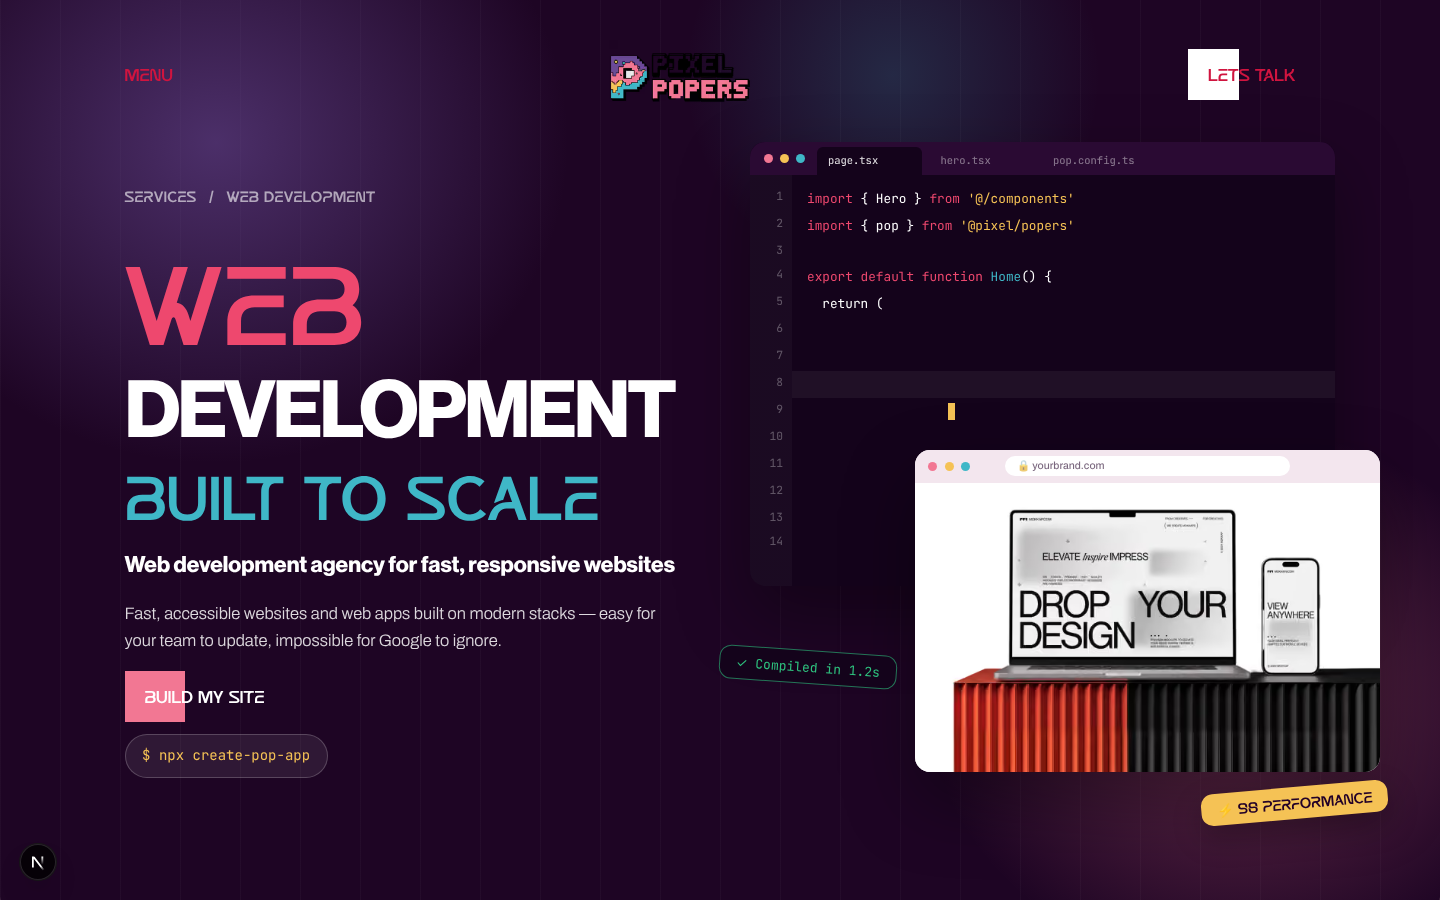 MENU
PIXEL
POPERS
LETS TALK
SERVICES / WEB DEVELOPMENT
WEB
DEVELOPMENT
BUILT TO SCALE
Web development agency for fast, responsive websites
Fast, accessible websites and web apps built on modern stacks — easy for
your team to update, impossible for Google to ignore.
BUILD MY SITE
$ npx create-pop-app
page.tsx
hero.tsx
pop.config.ts
1 import { Hero } from '@/components'
2 import { pop } from '@pixel/popers'
3
4 export default function Home() {
5 return (
6
7
8
9
10
11
12
13
14
✓ Compiled in 1.2s
yourbrand.com
ELEVATE Inspire IMPRESS
DROP YOUR
DESIGN
VIEW
ANYWHERE
⚡ 98 PERFORMANCE
N